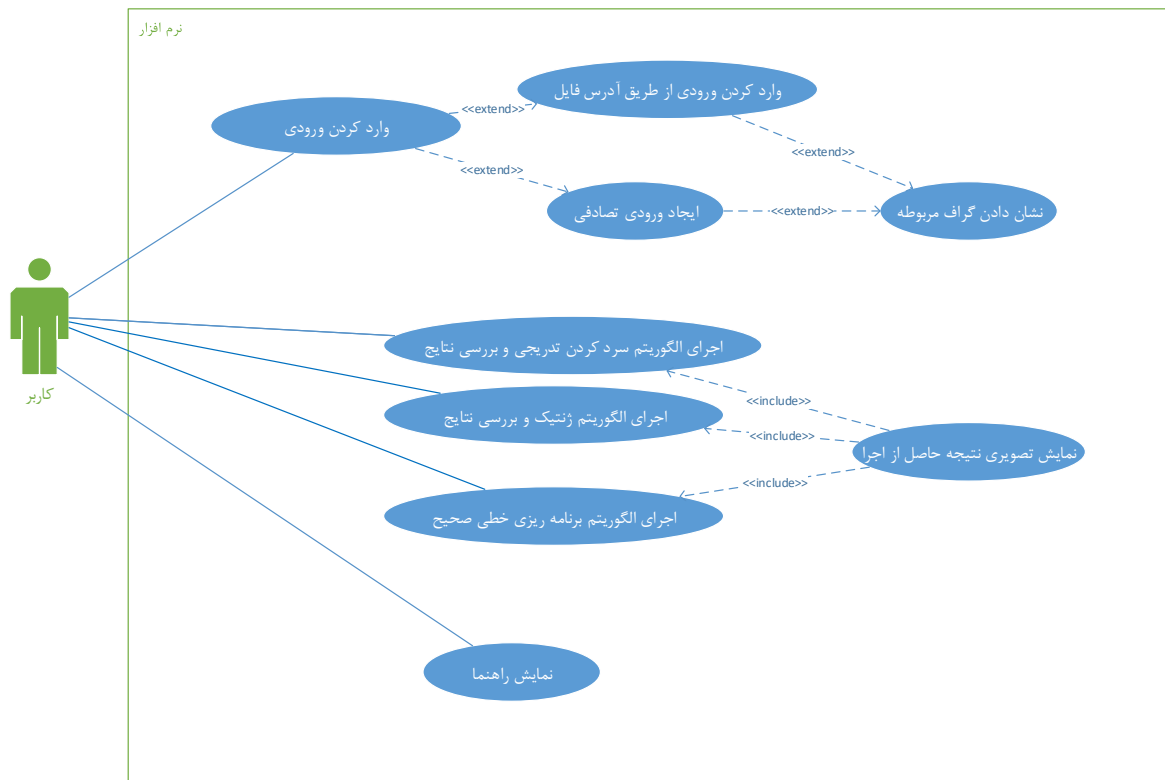 نرم افزار
وارد کردن ورودی از طریق آدرس فایل
<<extend>>
وارد کردن ورودی
<<extend>>
<<extend>>
ایجاد ورودی تصادفی
<<extend>>
نشان دادن گراف مربوطه
کاربر
اجرای الگوریتم سرد کردن تدریجی و بررسی نتایج
<<include>>
اجرای الگوریتم ژنتیک و بررسی نتایج
<<include>>
نمایش تصویری نتیجه حاصل از اجرا
<<include>>
اجرای الگوریتم برنامه ریزی خطی صحیح
نمایش راهنما